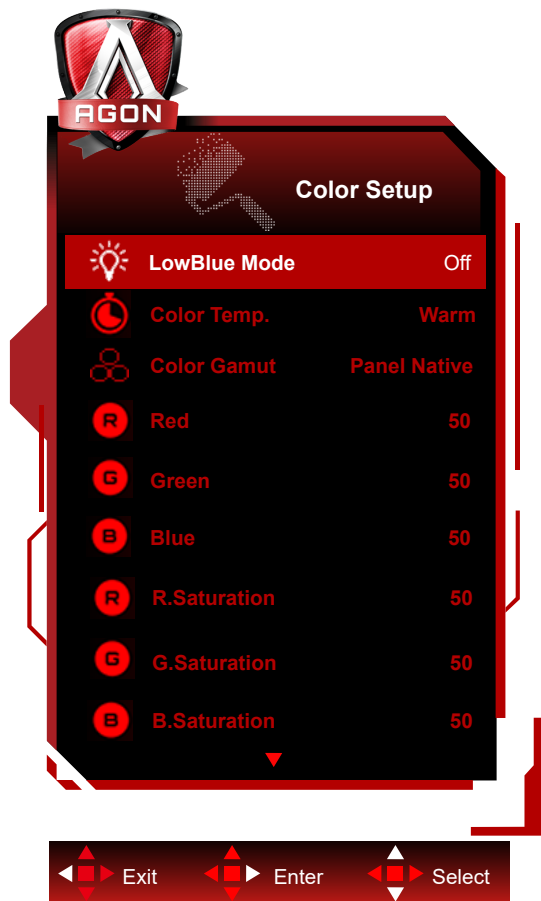 AGON
Color Setup
LowBlue Mode Off
Color Temp. Warm
Color Gamut Panel Native
R Red 50
G Green 50
B Blue 50
R R.Saturation 50
G G.Saturation 50
B B.Saturation 50
Exit Enter Select